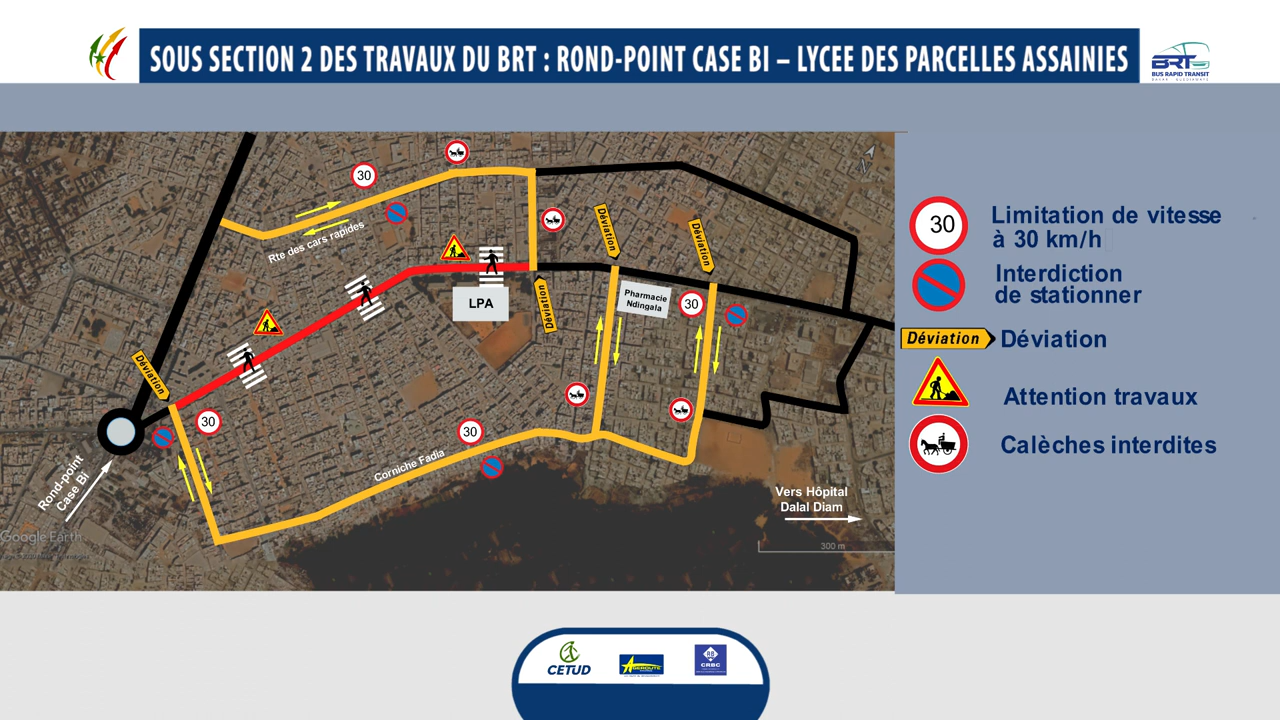 SOUS SECTION 2 DES TRAVAUX DU BRT : ROND-POINT CASE BI – LYCEE DES PARCELLES ASSAINIES
BRT
BUS RAPID TRANSIT
DAKAR - GUEDIAWAYE
N
30
Rte des cars rapides
Déviation
Déviation
LPA
Déviation
Pharmacie
Ndingala
30
Déviation
30
30
Corniche Fadia
Rond-point
Case Bi
Vers Hôpital
Dalal Diam
Google Earth
300 m
30
Limitation de vitesse
à 30 km/h
Interdiction
de stationner
Déviation
Déviation
Attention travaux
Calèches interdites
CETUD
AGEROUTE
CRBC